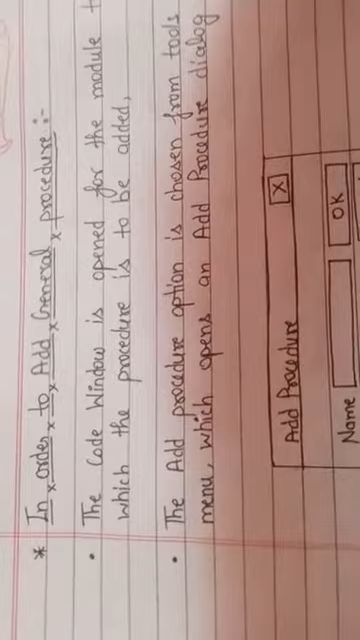 * In order to Add General procedure :-
• The Code Window is opened for the module
which the procedure is to be added,
• The Add procedure option is chosen from tools
menu, which opens an Add Procedure dialog
Add Procedure X
Name OK